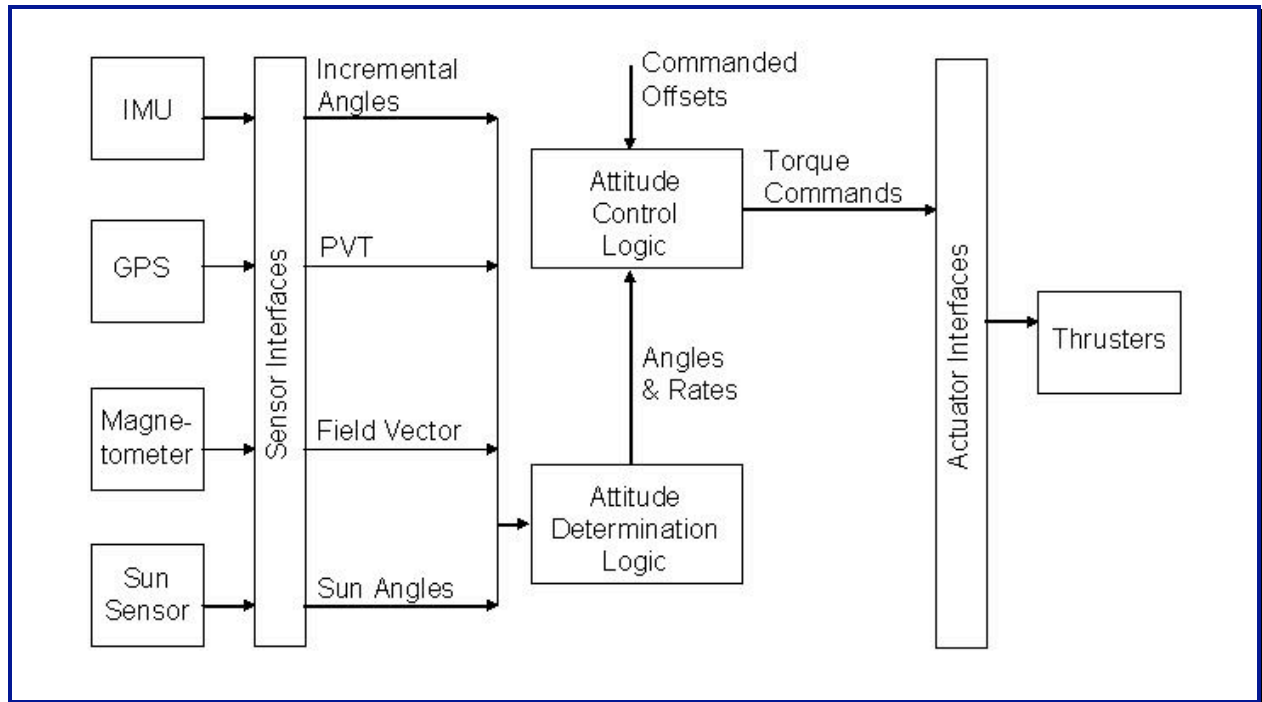 IMU
GPS
Magne-
tometer
Sun
Sensor
Sensor Interfaces
Incremental
Angles
PVT
Field Vector
Sun Angles
Commanded
Offsets
Attitude
Control
Logic
Angles
& Rates
Attitude
Determination
Logic
Torque
Commands
Actuator Interfaces
Thrusters